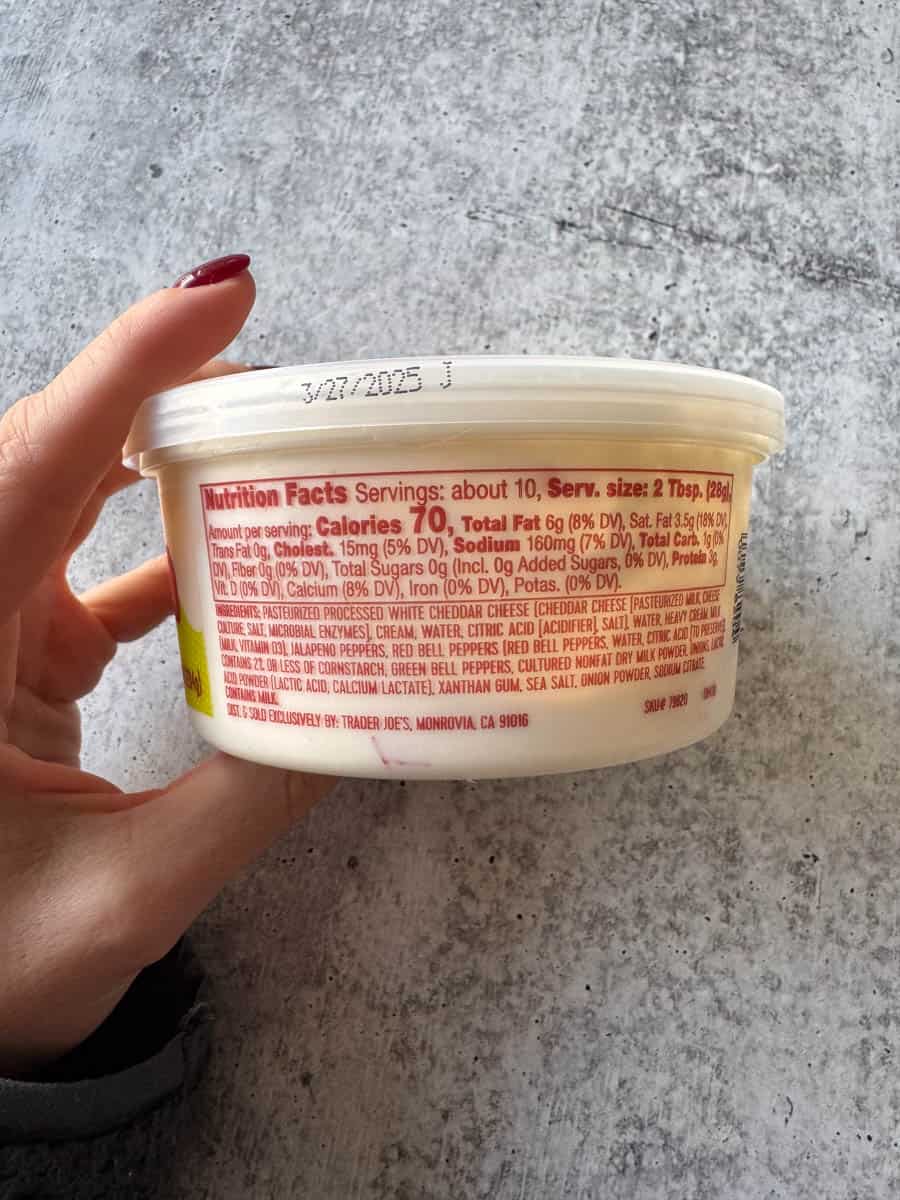 3/27/2025 J
Nutrition Facts Servings: about 10, Serv. size: 2 Tbsp. (28g),
Amount per serving: Calories 70, Total Fat 6g (8% DV), Sat. Fat 3.5g (18% DV),
Trans Fat 0g, Cholest. 15mg (5% DV), Sodium 160mg (7% DV), Total Carb. 1g (0%
DV), Fiber 0g (0% DV), Total Sugars 0g (Incl. 0g Added Sugars, 0% DV), Protein 3g,
Vit. D (0% DV), Calcium (8% DV), Iron (0% DV), Potas. (0% DV).
INGREDIENTS: PASTEURIZED PROCESSED WHITE CHEDDAR CHEESE (CHEDDAR CHEESE [PASTEURIZED MILK, CHEESE
CULTURE, SALT, MICROBIAL ENZYMES], CREAM, WATER, CITRIC ACID [ACIDIFIER], SALT), WATER, HEAVY CREAM (MILK,
MILK, VITAMIN D3), JALAPENO PEPPERS, RED BELL PEPPERS (RED BELL PEPPERS, WATER, CITRIC ACID [TO PRESERVE
CONTAINS 2% OR LESS OF CORNSTARCH, GREEN BELL PEPPERS, CULTURED NONFAT DRY MILK POWDER, ONIONS, LACTIC
ACID POWDER (LACTIC ACID, CALCIUM LACTATE), XANTHAN GUM, SEA SALT, ONION POWDER, SODIUM CITRATE.
CONTAINS MILK.
DIST. & SOLD EXCLUSIVELY BY: TRADER JOE'S, MONROVIA, CA 91016
SKU# 79820